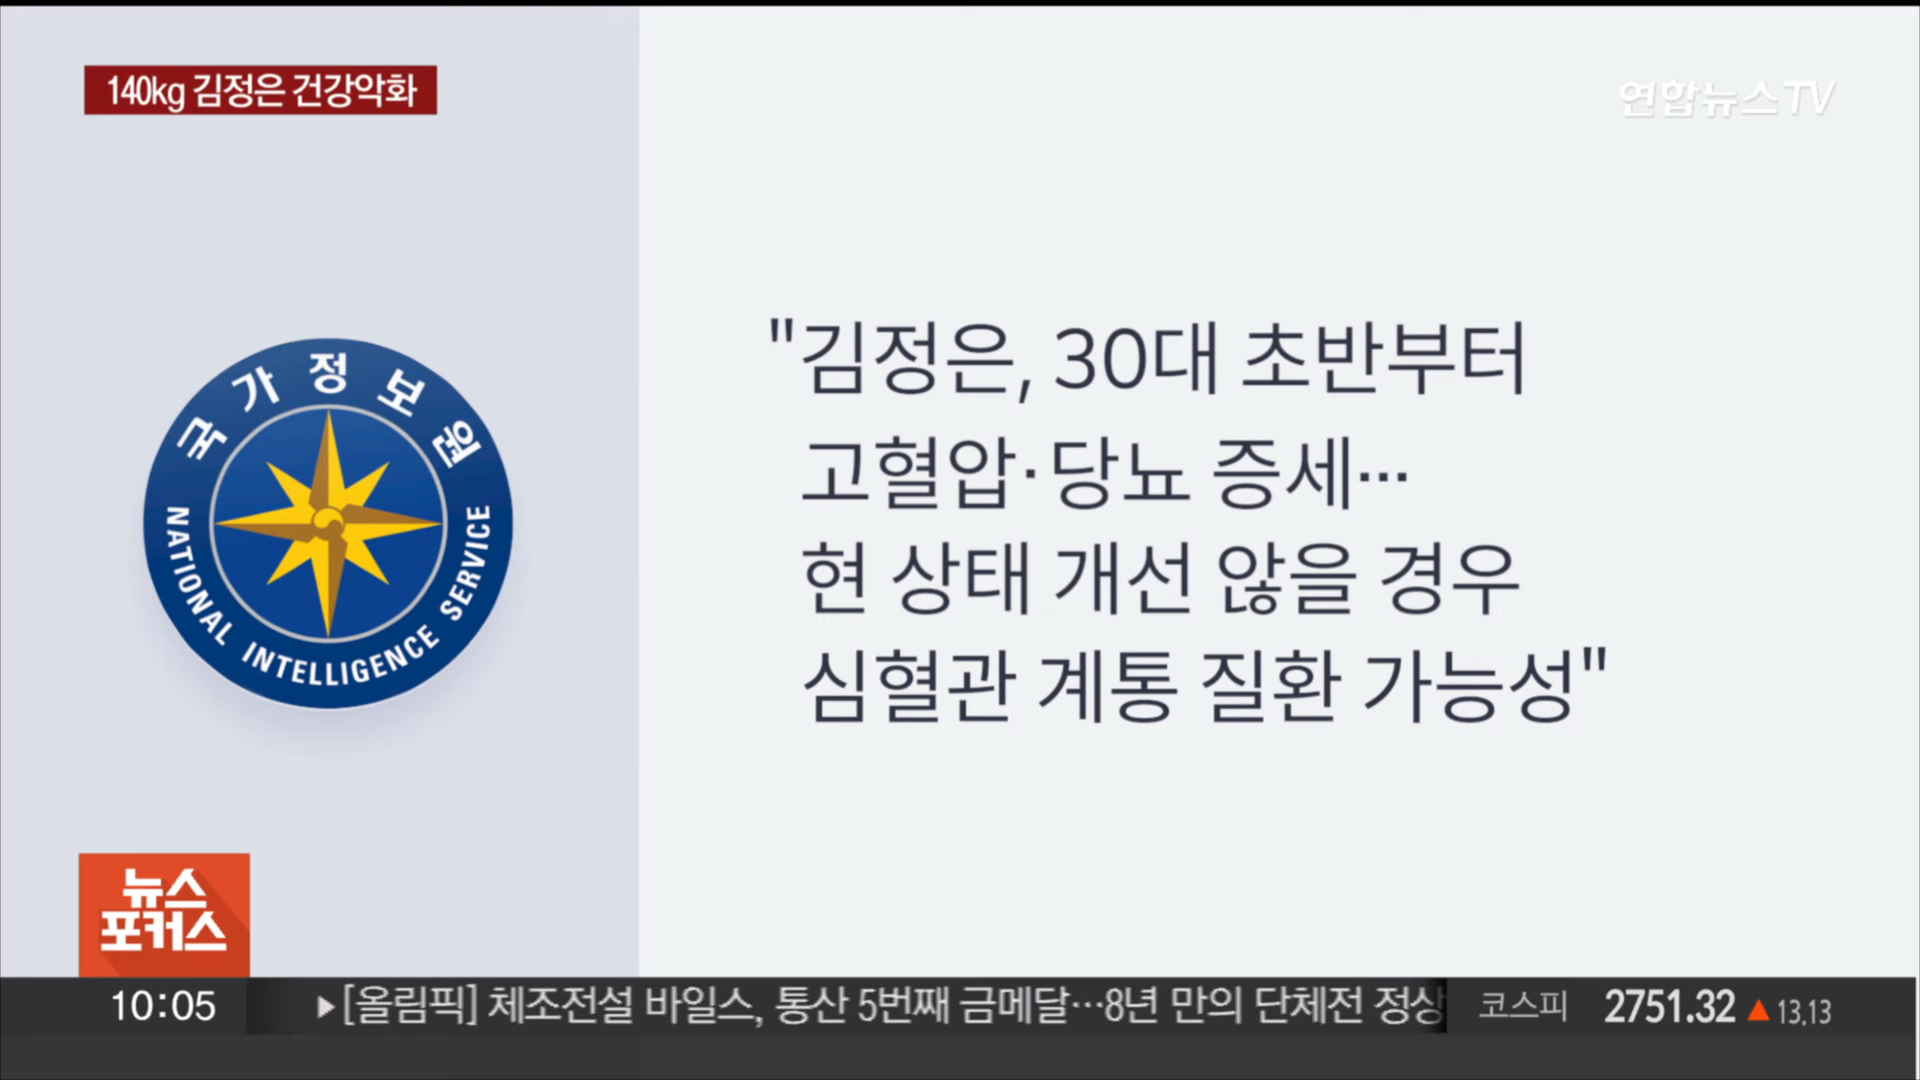 140kg 김정은 건강악화
연합뉴스TV
국가정보원
NATIONAL INTELLIGENCE SERVICE
"김정은, 30대 초반부터
고혈압·당뇨 증세…
현 상태 개선 않을 경우
심혈관 계통 질환 가능성"
뉴스
포커스
10:05
▶[올림픽] 체조전설 바일스, 통산 5번째 금메달…8년 만의 단체전 정상
코스피 2751.32 ▲13.13